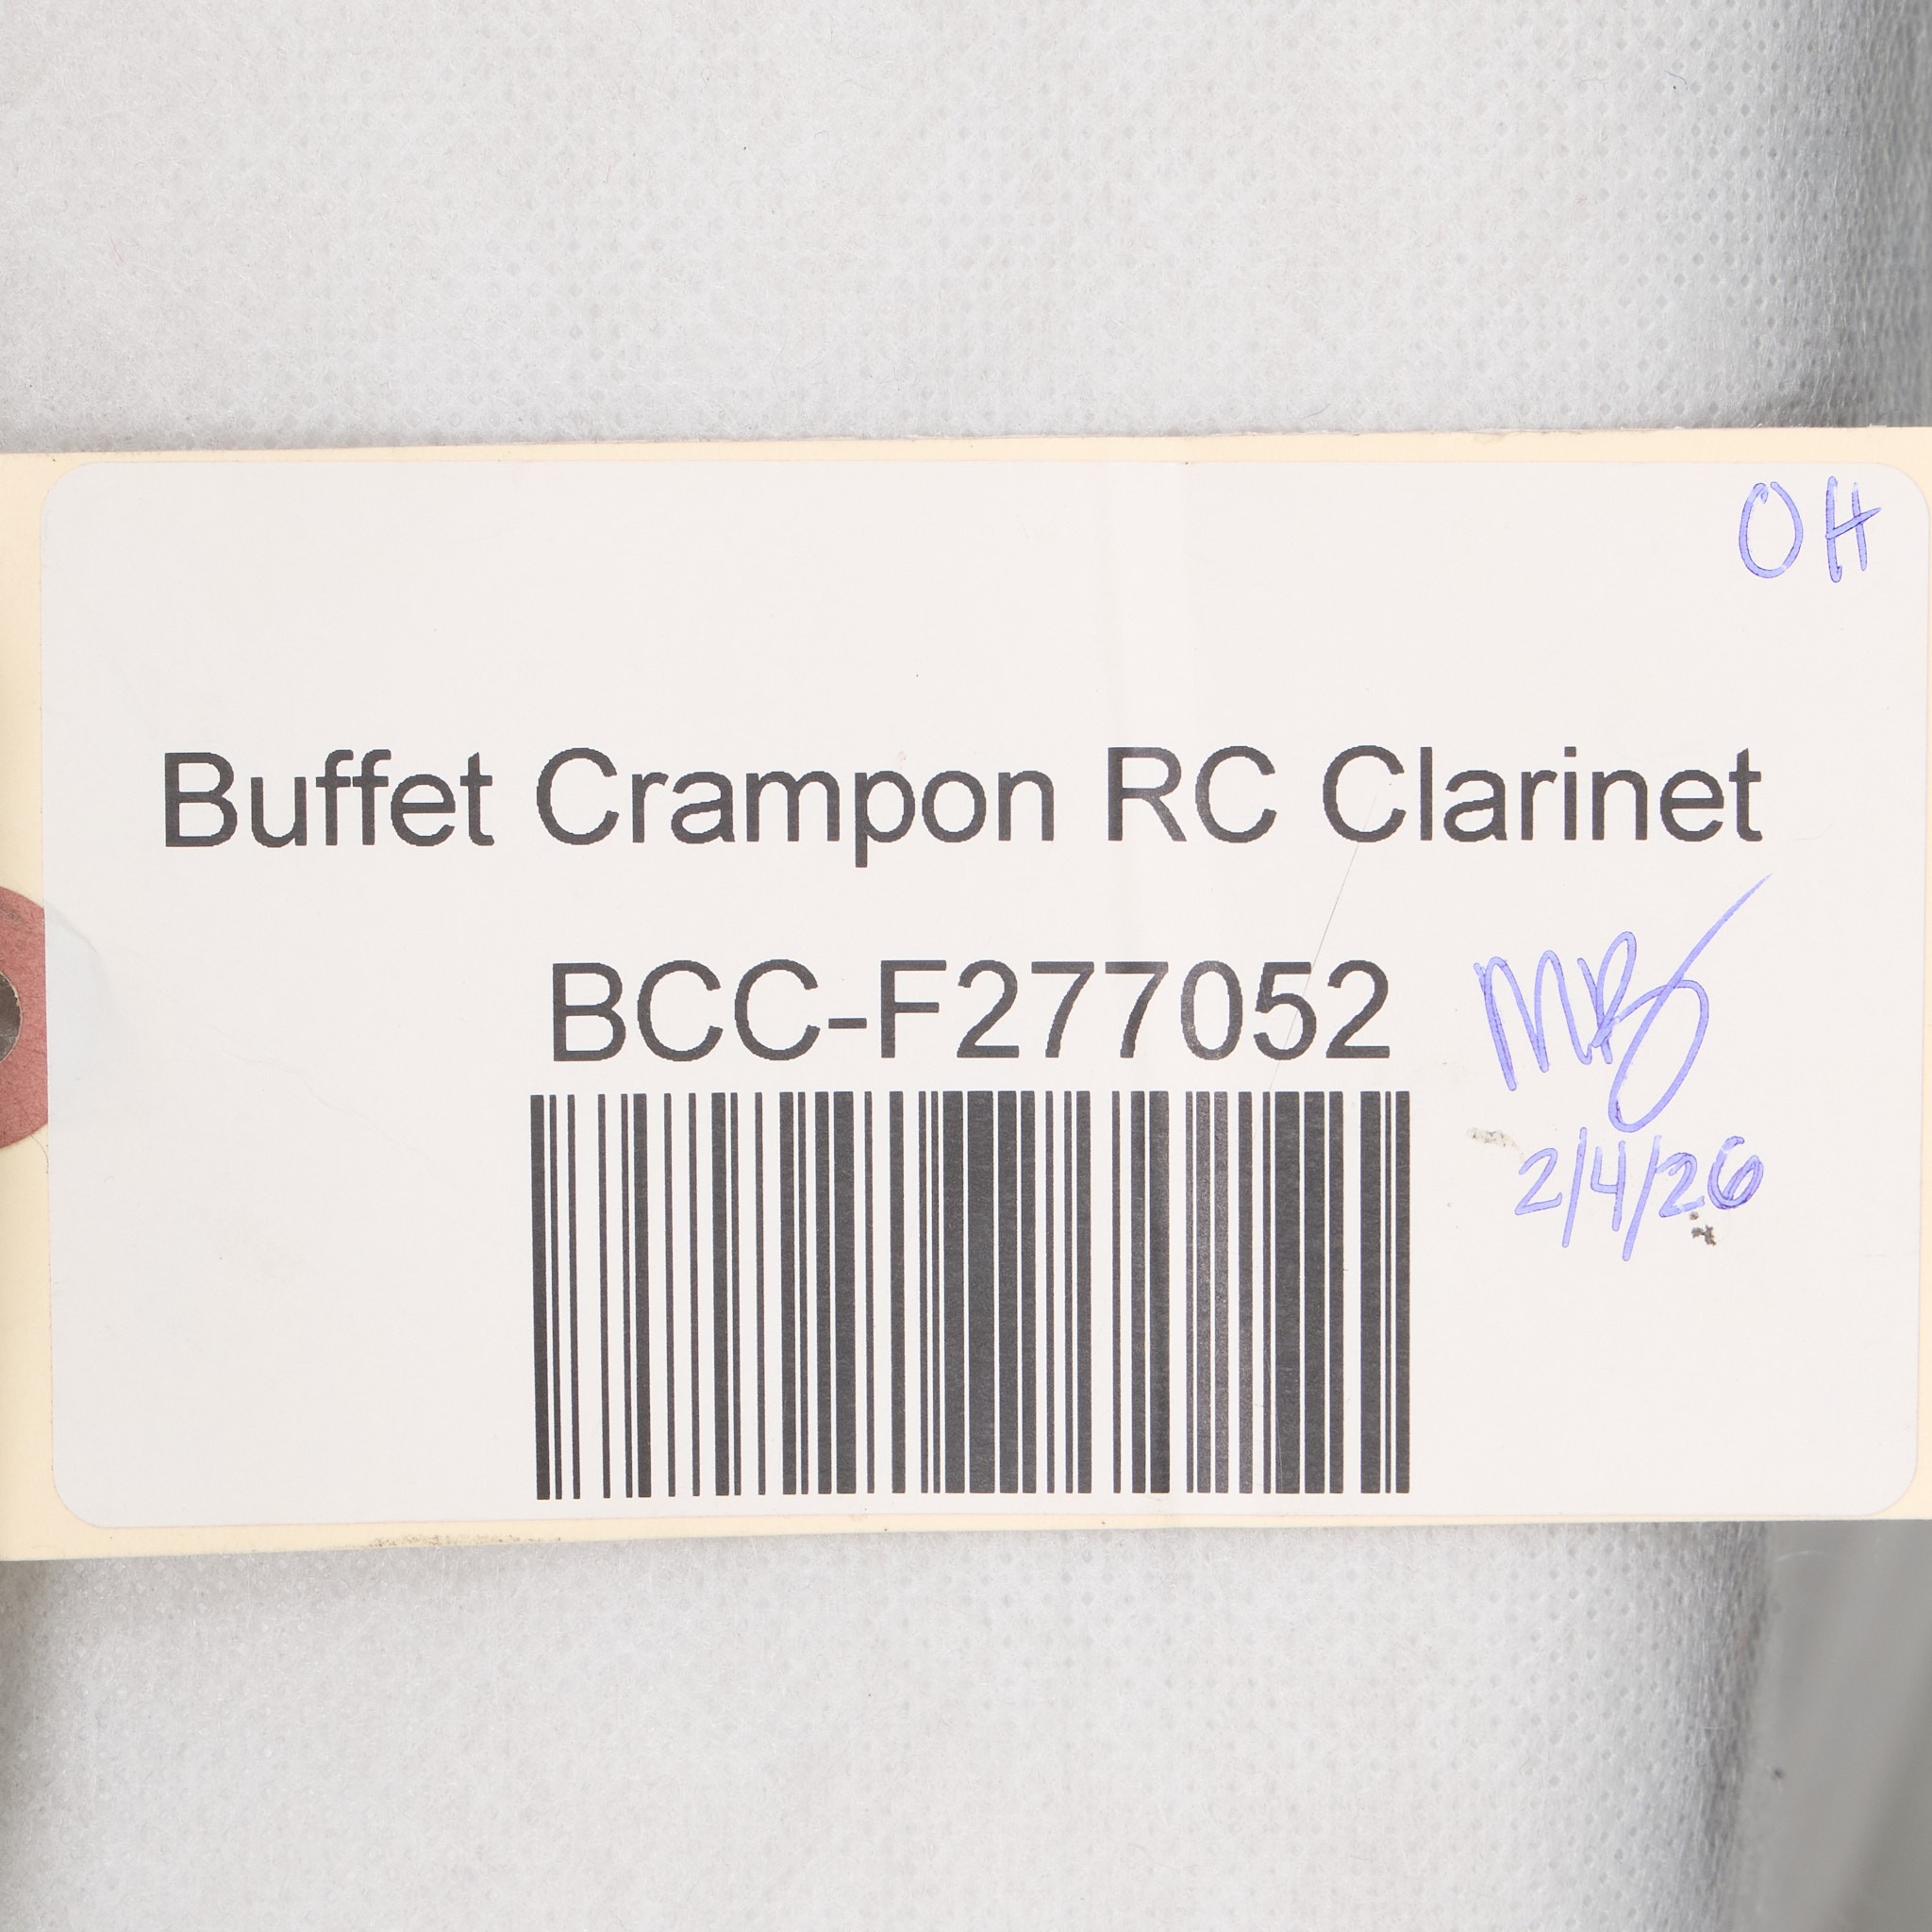 OH
Buffet Crampon RC Clarinet
BCC-F277052
2/4/26